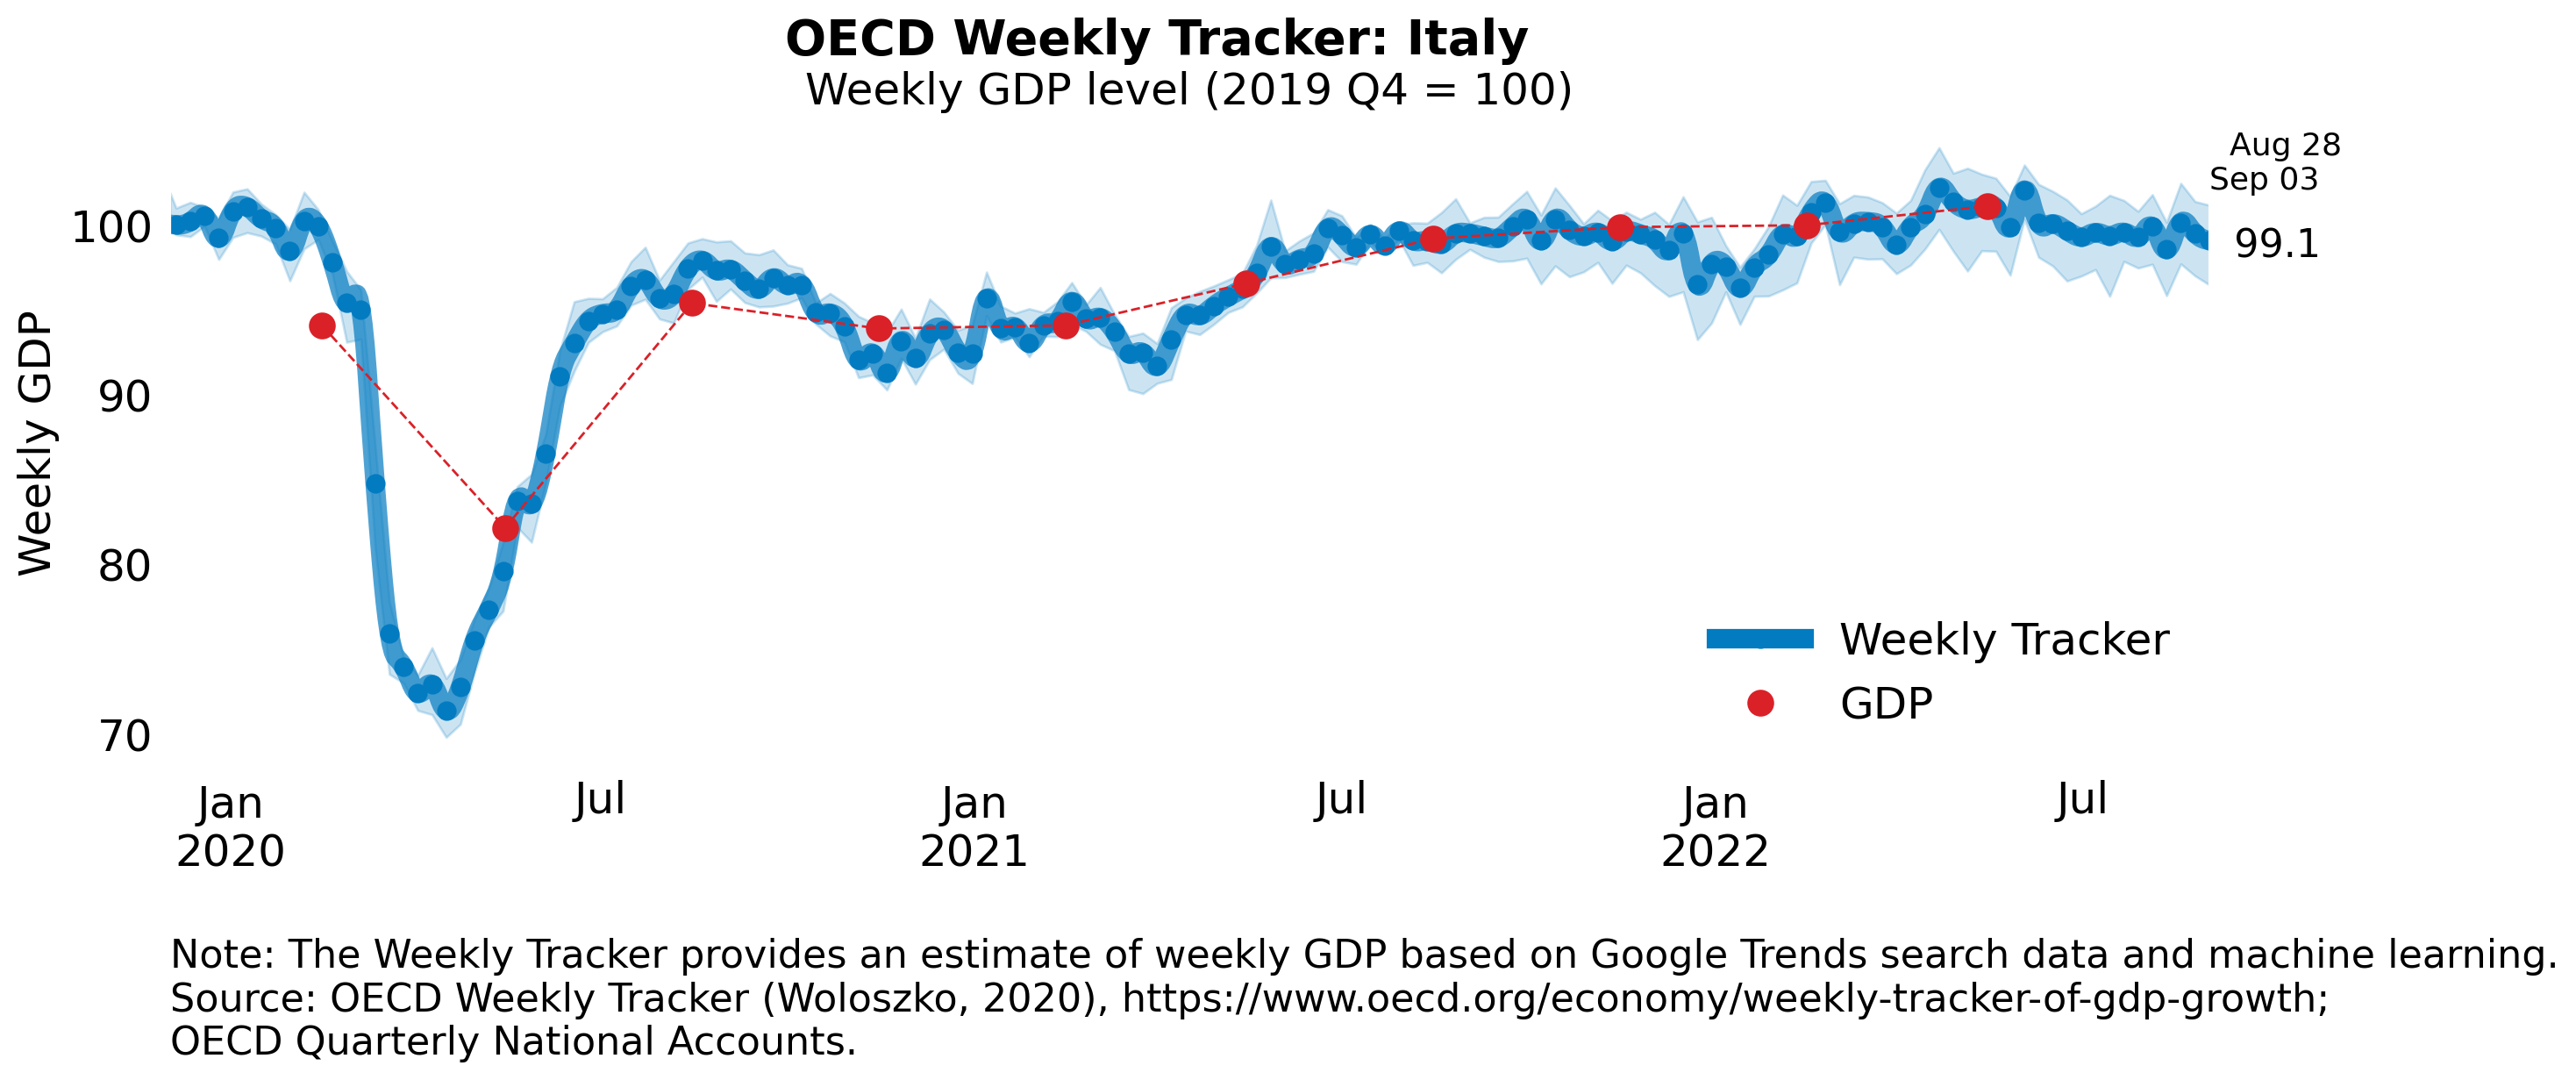 OECD Weekly Tracker: Italy
Weekly GDP level (2019 Q4 = 100)
Aug 28
Sep 03
99.1
Weekly GDP
100
90
80
70
Weekly Tracker
GDP
Jan
2020
Jul
Jan
2021
Jul
Jan
2022
Jul
Note: The Weekly Tracker provides an estimate of weekly GDP based on Google Trends search data and machine learning.
Source: OECD Weekly Tracker (Woloszko, 2020), https://www.oecd.org/economy/weekly-tracker-of-gdp-growth;
OECD Quarterly National Accounts.